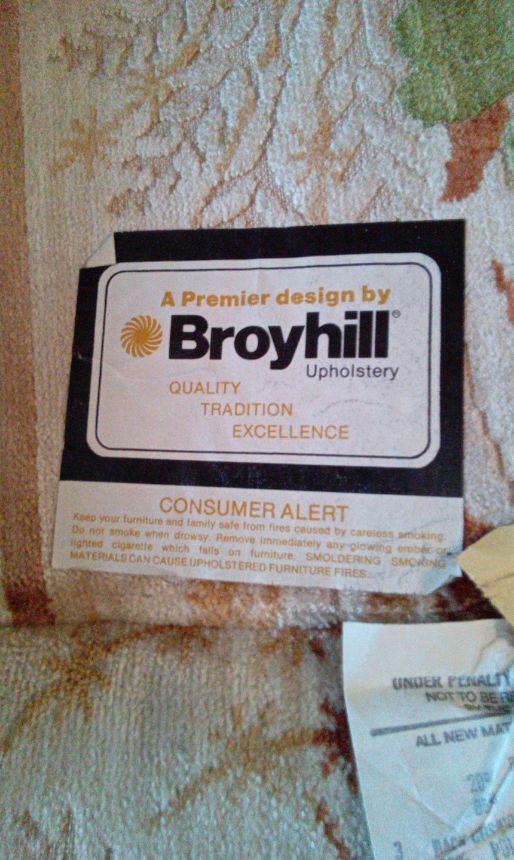 A Premier design by
Broyhill®
Upholstery
QUALITY
TRADITION
EXCELLENCE
CONSUMER ALERT
Keep your furniture and family safe from fires caused by careless smoking.
Do not smoke when drowsy. Remove immediately any glowing ember or
lighted cigarette which falls on furniture. SMOLDERING SMOKING
MATERIALS CAN CAUSE UPHOLSTERED FURNITURE FIRES.
UNDER PENALTY
NOT TO BE
ALL NEW MAT
3 BACK